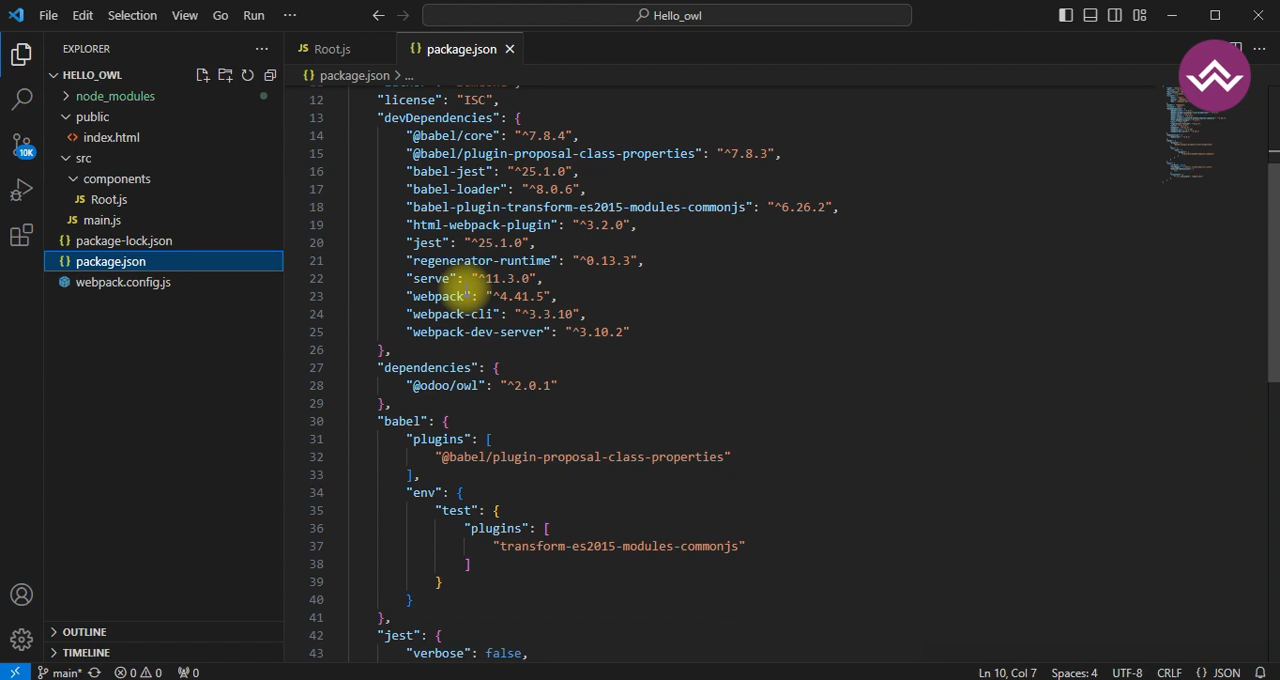 File Edit Selection View Go Run ··· Hello_owl
EXPLORER ···
HELLO_OWL
node_modules
public
index.html
src
components
JS Root.js
JS main.js
{} package-lock.json
{} package.json
webpack.config.js
OUTLINE
TIMELINE
JS Root.js {} package.json ×
{} package.json > ...
12 "license": "ISC",
13 "devDependencies": {
14 "@babel/core": "^7.8.4",
15 "@babel/plugin-proposal-class-properties": "^7.8.3",
16 "babel-jest": "^25.1.0",
17 "babel-loader": "^8.0.6",
18 "babel-plugin-transform-es2015-modules-commonjs": "^6.26.2",
19 "html-webpack-plugin": "^3.2.0",
20 "jest": "^25.1.0",
21 "regenerator-runtime": "^0.13.3",
22 "serve": "^11.3.0",
23 "webpack": "^4.41.5",
24 "webpack-cli": "^3.3.10",
25 "webpack-dev-server": "^3.10.2"
26 },
27 "dependencies": {
28 "@odoo/owl": "^2.0.1"
29 },
30 "babel": {
31 "plugins": [
32 "@babel/plugin-proposal-class-properties"
33 ],
34 "env": {
35 "test": {
36 "plugins": [
37 "transform-es2015-modules-commonjs"
38 ]
39 }
40 }
41 },
42 "jest": {
43 "verbose": false,
10K
main* 0 0 0 Ln 10, Col 7 Spaces: 4 UTF-8 CRLF {} JSON